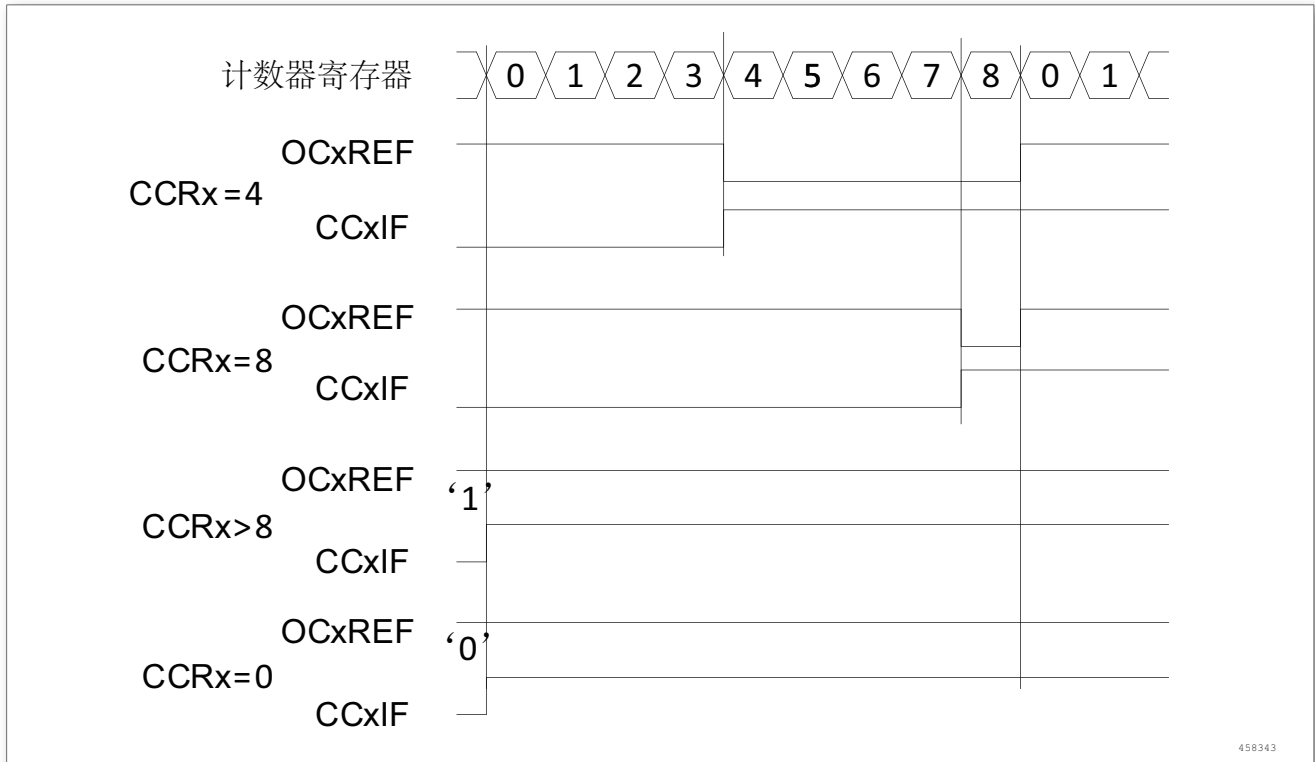 计数器寄存器 0 1 2 3 4 5 6 7 8 0 1
OCxREF
CCRx=4
CCxIF
OCxREF
CCRx=8
CCxIF
OCxREF ‘1’
CCRx>8
CCxIF
OCxREF ‘0’
CCRx=0
CCxIF
458343